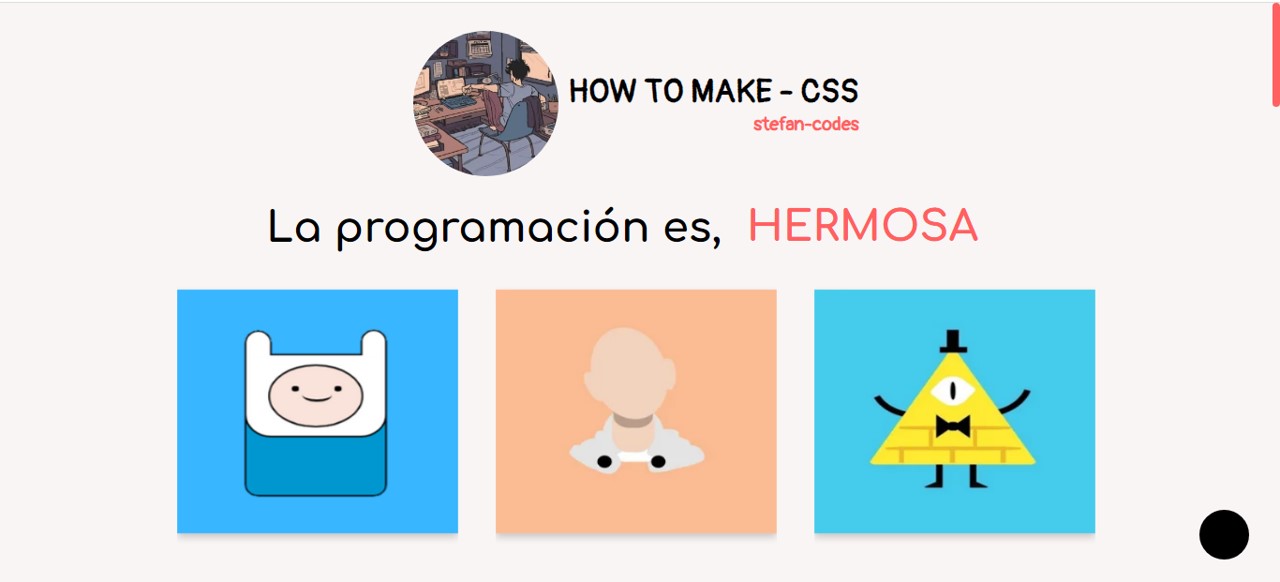 HOW TO MAKE - CSS
stefan-codes
La programación es, HERMOSA